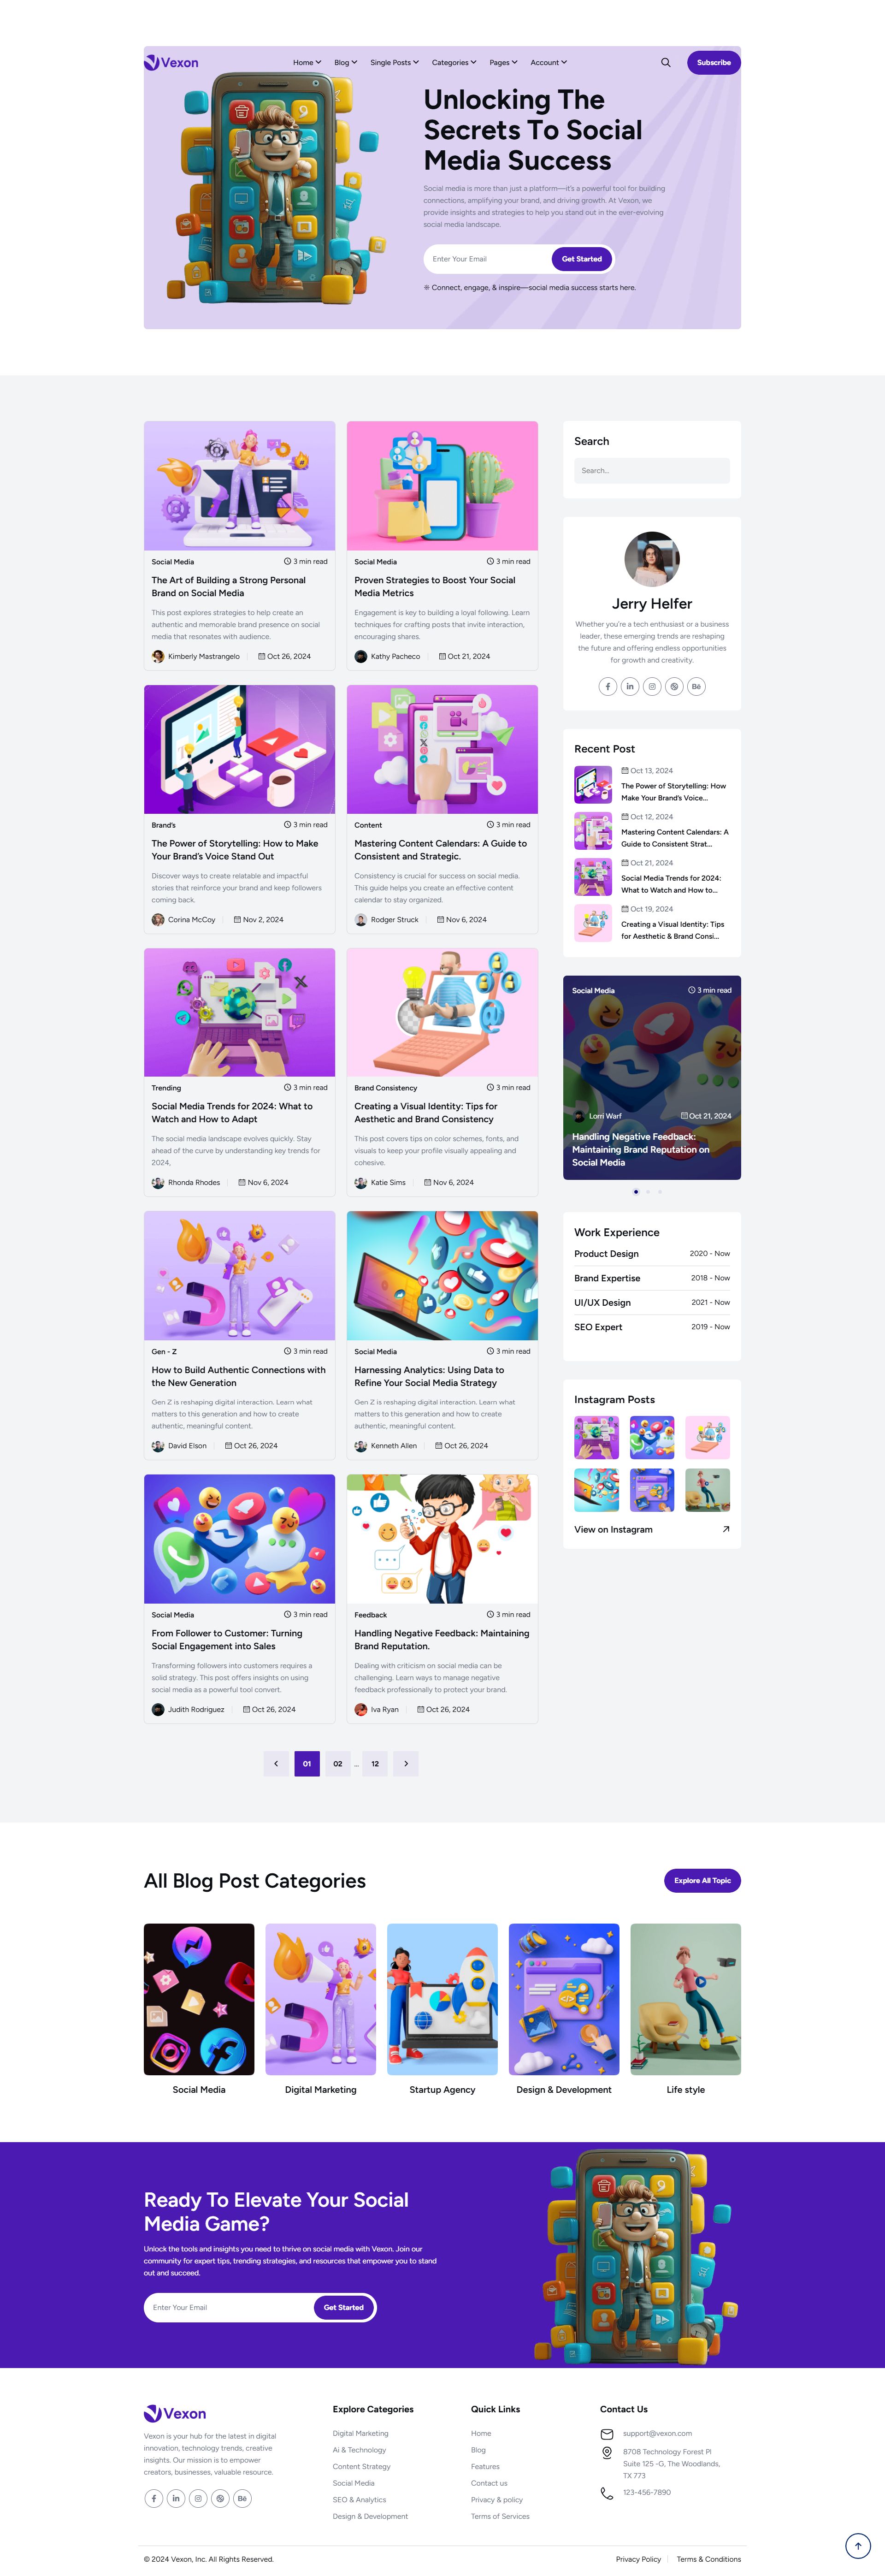 Vexon
Home
Blog
Single Posts
Categories
Pages
Account
Subscribe
Unlocking The
Secrets To Social
Media Success
Social media is more than just a platform—it's a powerful tool for building
connections, amplifying your brand, and driving growth. At Vexon, we
provide insights and strategies to help you stand out in the ever-evolving
social media landscape.
Enter Your Email
Get Started
Connect, engage, & inspire—social media success starts here.
Social Media
3 min read
The Art of Building a Strong Personal
Brand on Social Media
This post explores strategies to help create an
authentic and memorable brand presence on social
media that resonates with audience.
Kimberly Mastrangelo
Oct 26, 2024
Social Media
3 min read
Proven Strategies to Boost Your Social
Media Metrics
Engagement is key to building a loyal following. Learn
techniques for crafting posts that invite interaction,
encouraging shares.
Kathy Pacheco
Oct 21, 2024
Brand's
3 min read
The Power of Storytelling: How to Make
Your Brand's Voice Stand Out
Discover ways to create relatable and impactful
stories that reinforce your brand and keep followers
coming back.
Corina McCoy
Nov 2, 2024
Content
3 min read
Mastering Content Calendars: A Guide to
Consistent and Strategic.
Consistency is crucial for success on social media.
This guide helps you create an effective content
calendar to stay organized.
Rodger Struck
Nov 6, 2024
Trending
3 min read
Social Media Trends for 2024: What to
Watch and How to Adapt
The social media landscape evolves quickly. Stay
ahead of the curve by understanding key trends for
2024,
Rhonda Rhodes
Nov 6, 2024
Brand Consistency
3 min read
Creating a Visual Identity: Tips for
Aesthetic and Brand Consistency
This post covers tips on color schemes, fonts, and
visuals to keep your profile visually appealing and
cohesive.
Katie Sims
Nov 6, 2024
Gen - Z
3 min read
How to Build Authentic Connections with
the New Generation
Gen Z is reshaping digital interaction. Learn what
matters to this generation and how to create
authentic, meaningful content.
David Elson
Oct 26, 2024
Social Media
3 min read
Harnessing Analytics: Using Data to
Refine Your Social Media Strategy
Gen Z is reshaping digital interaction. Learn what
matters to this generation and how to create
authentic, meaningful content.
Kenneth Allen
Oct 26, 2024
Social Media
3 min read
From Follower to Customer: Turning
Social Engagement into Sales
Transforming followers into customers requires a
solid strategy. This post offers insights on using
social media as a powerful tool convert.
Judith Rodriguez
Oct 26, 2024
Feedback
3 min read
Handling Negative Feedback: Maintaining
Brand Reputation.
Dealing with criticism on social media can be
challenging. Learn ways to manage negative
feedback professionally to protect your brand.
Iva Ryan
Oct 26, 2024
01
02
...
12
Search
Search...
Jerry Helfer
Whether you're a tech enthusiast or a business
leader, these emerging trends are reshaping
the future and offering endless opportunities
for growth and creativity.
Recent Post
Oct 13, 2024
The Power of Storytelling: How
Make Your Brand's Voice...
Oct 12, 2024
Mastering Content Calendars: A
Guide to Consistent Strat...
Oct 21, 2024
Social Media Trends for 2024:
What to Watch and How to...
Oct 19, 2024
Creating a Visual Identity: Tips
for Aesthetic & Brand Consi...
Social Media
3 min read
Lorri Warf
Oct 21, 2024
Handling Negative Feedback:
Maintaining Brand Reputation on
Social Media
Work Experience
Product Design
2020 - Now
Brand Expertise
2018 - Now
UI/UX Design
2021 - Now
SEO Expert
2019 - Now
Instagram Posts
View on Instagram
All Blog Post Categories
Explore All Topic
Social Media
Digital Marketing
Startup Agency
Design & Development
Life style
Ready To Elevate Your Social
Media Game?
Unlock the tools and insights you need to thrive on social media with Vexon. Join our
community for expert tips, trending strategies, and resources that empower you to stand
out and succeed.
Enter Your Email
Get Started
Vexon
Vexon is your hub for the latest in digital
innovation, technology trends, creative
insights. Our mission is to empower
creators, businesses, valuable resource.
Explore Categories
Digital Marketing
Ai & Technology
Content Strategy
Social Media
SEO & Analytics
Design & Development
Quick Links
Home
Blog
Features
Contact us
Privacy & policy
Terms of Services
Contact Us
support@vexon.com
8708 Technology Forest Pl
Suite 125 -G, The Woodlands,
TX 773
123-456-7890
© 2024 Vexon, Inc. All Rights Reserved.
Privacy Policy
Terms & Conditions